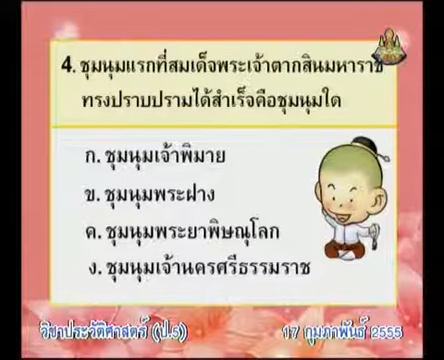 4. ชุมนุมแรกที่สมเด็จพระเจ้าตากสินมหาราช
ทรงปราบปรามได้สำเร็จคือชุมนุมใด
ก. ชุมนุมเจ้าพิมาย
ข. ชุมนุมพระฝาง
ค. ชุมนุมพระยาพิษณุโลก
ง. ชุมนุมเจ้านครศรีธรรมราช
วิชาประวัติศาสตร์ (ป.5) 17 กุมภาพันธ์ 2555